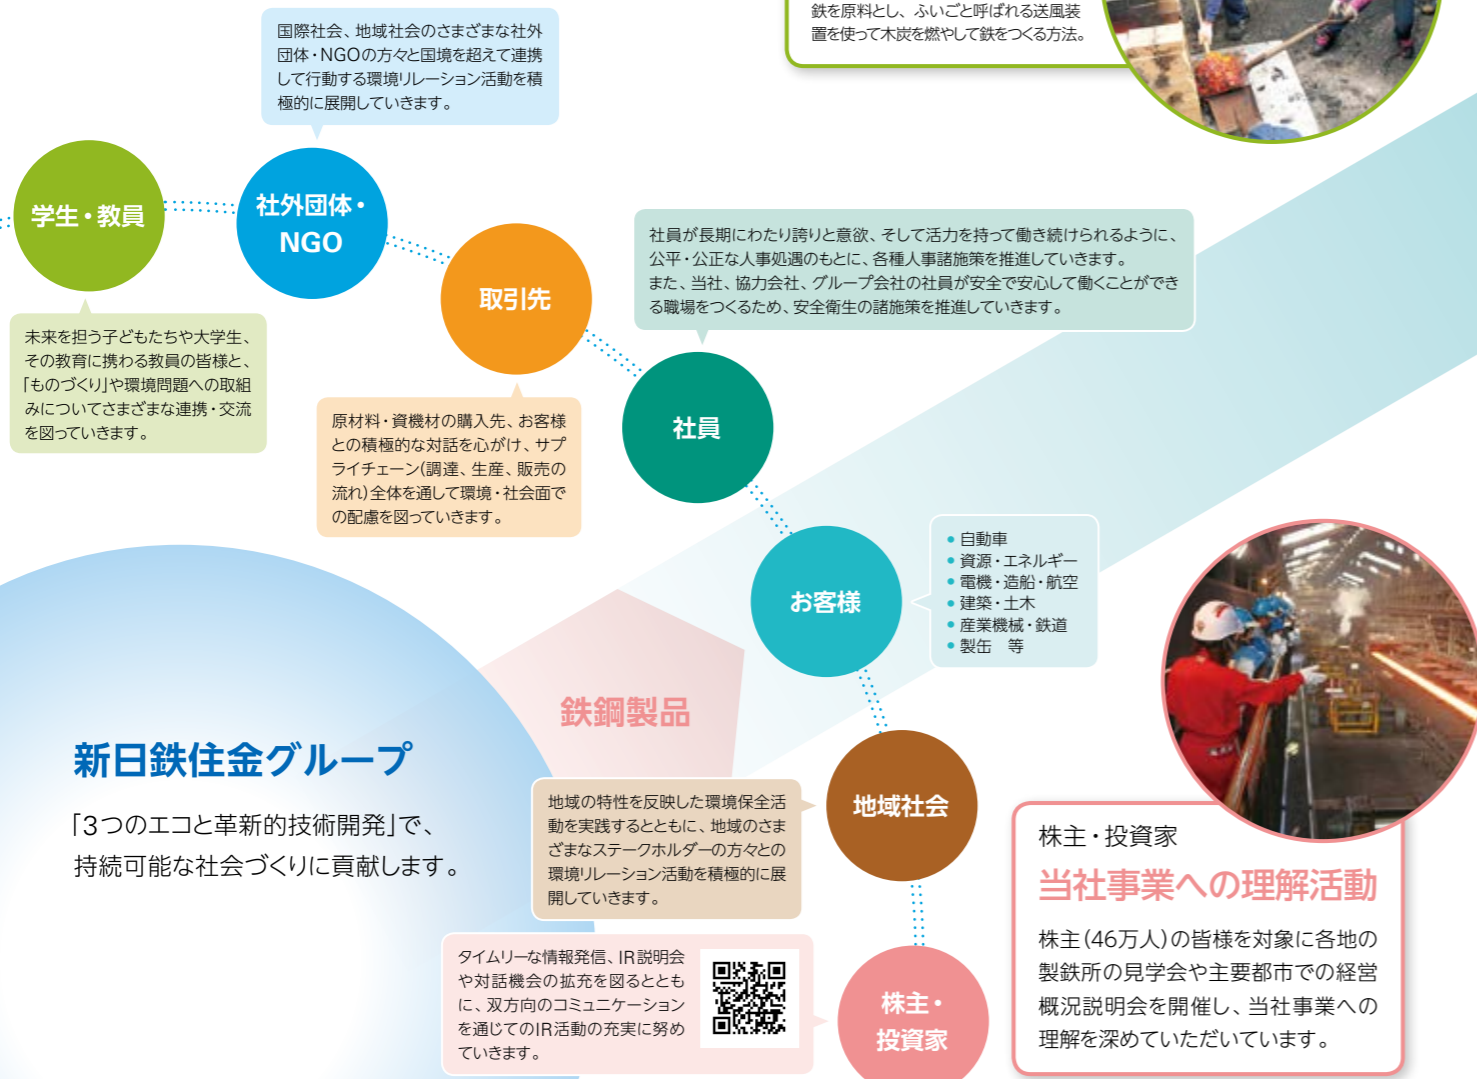 鉄を原料とし、ふいごと呼ばれる送風装
置を使って木炭を燃やして鉄をつくる方法。
国際社会、地域社会のさまざまな社外
団体・NGOの方々と国境を超えて連携
して行動する環境リレーション活動を積
極的に展開していきます。
学生・教員
社外団体・
NGO
未来を担う子どもたちや大学生、
その教育に携わる教員の皆様と、
「ものづくり」や環境問題への取組
みについてさまざまな連携・交流
を図っていきます。
取引先
原材料・資機材の購入先、お客様
との積極的な対話を心がけ、サプ
ライチェーン(調達、生産、販売の
流れ)全体を通して環境・社会面で
の配慮を図っていきます。
社員が長期にわたり誇りと意欲、そして活力を持って働き続けられるように、
公平・公正な人事処遇のもとに、各種人事諸施策を推進していきます。
また、当社、協力会社、グループ会社の社員が安全で安心して働くことができ
る職場をつくるため、安全衛生の諸施策を推進していきます。
社員
お客様
• 自動車
• 資源・エネルギー
• 電機・造船・航空
• 建築・土木
• 産業機械・鉄道
• 製缶 等
鉄鋼製品
新日鉄住金グループ
「3つのエコと革新的技術開発」で、
持続可能な社会づくりに貢献します。
地域の特性を反映した環境保全活
動を実践するとともに、地域のさま
ざまなステークホルダーの方々との
環境リレーション活動を積極的に展
開していきます。
地域社会
タイムリーな情報発信、IR説明会
や対話機会の拡充を図るととも
に、双方向のコミュニケーション
を通じてのIR活動の充実に努め
ていきます。
株主・
投資家
株主・投資家
当社事業への理解活動
株主(46万人)の皆様を対象に各地の
製鉄所の見学会や主要都市での経営
概況説明会を開催し、当社事業への
理解を深めていただいています。